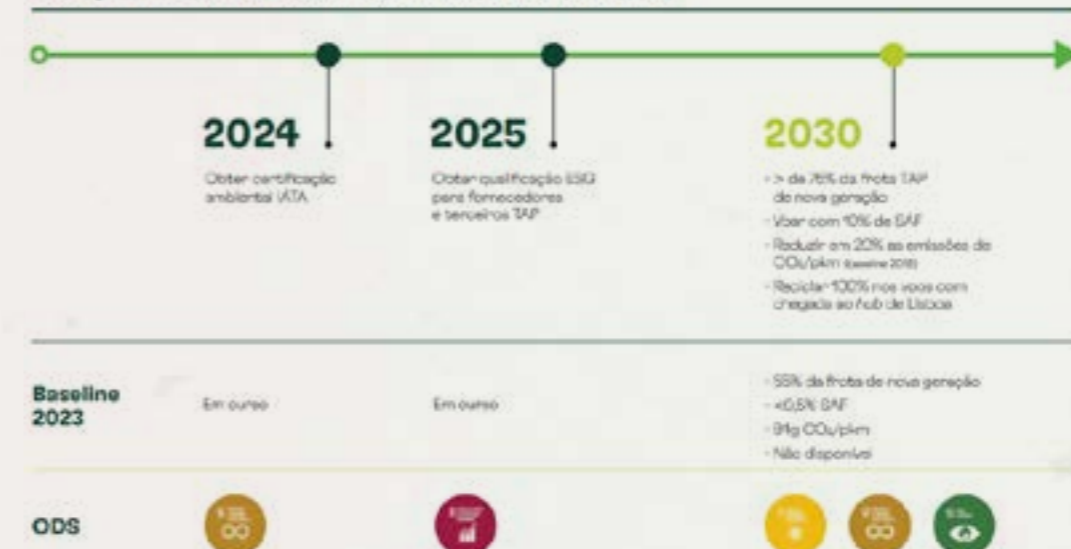 2024
Obter certificação
ambiental IATA
2025
Obter qualificação ESG
para fornecedores
e terceiros TAP
2030
da frota TAP
de nova geração
- Voar com 10% de SAF
- Reduzir em 20% as emissões de
CO₂/pkm (baseline
- Reciclar 100% nos voos com
chegada ao hub de Lisboa
Baseline
2023
Em curso
Em curso
- 55% da frota de nova geração
- <0,5% SAF
CO₂/pkm
- Não disponível
ODS